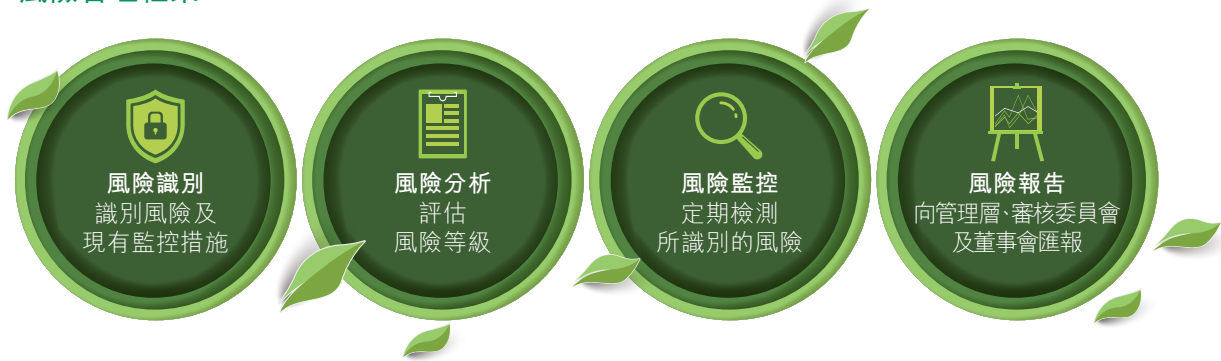 風險識別
識別風險及
現有監控措施
風險分析
評估
風險等級
風險監控
定期檢測
所識別的風險
風險報告
向管理層、審核委員會
及董事會匯報